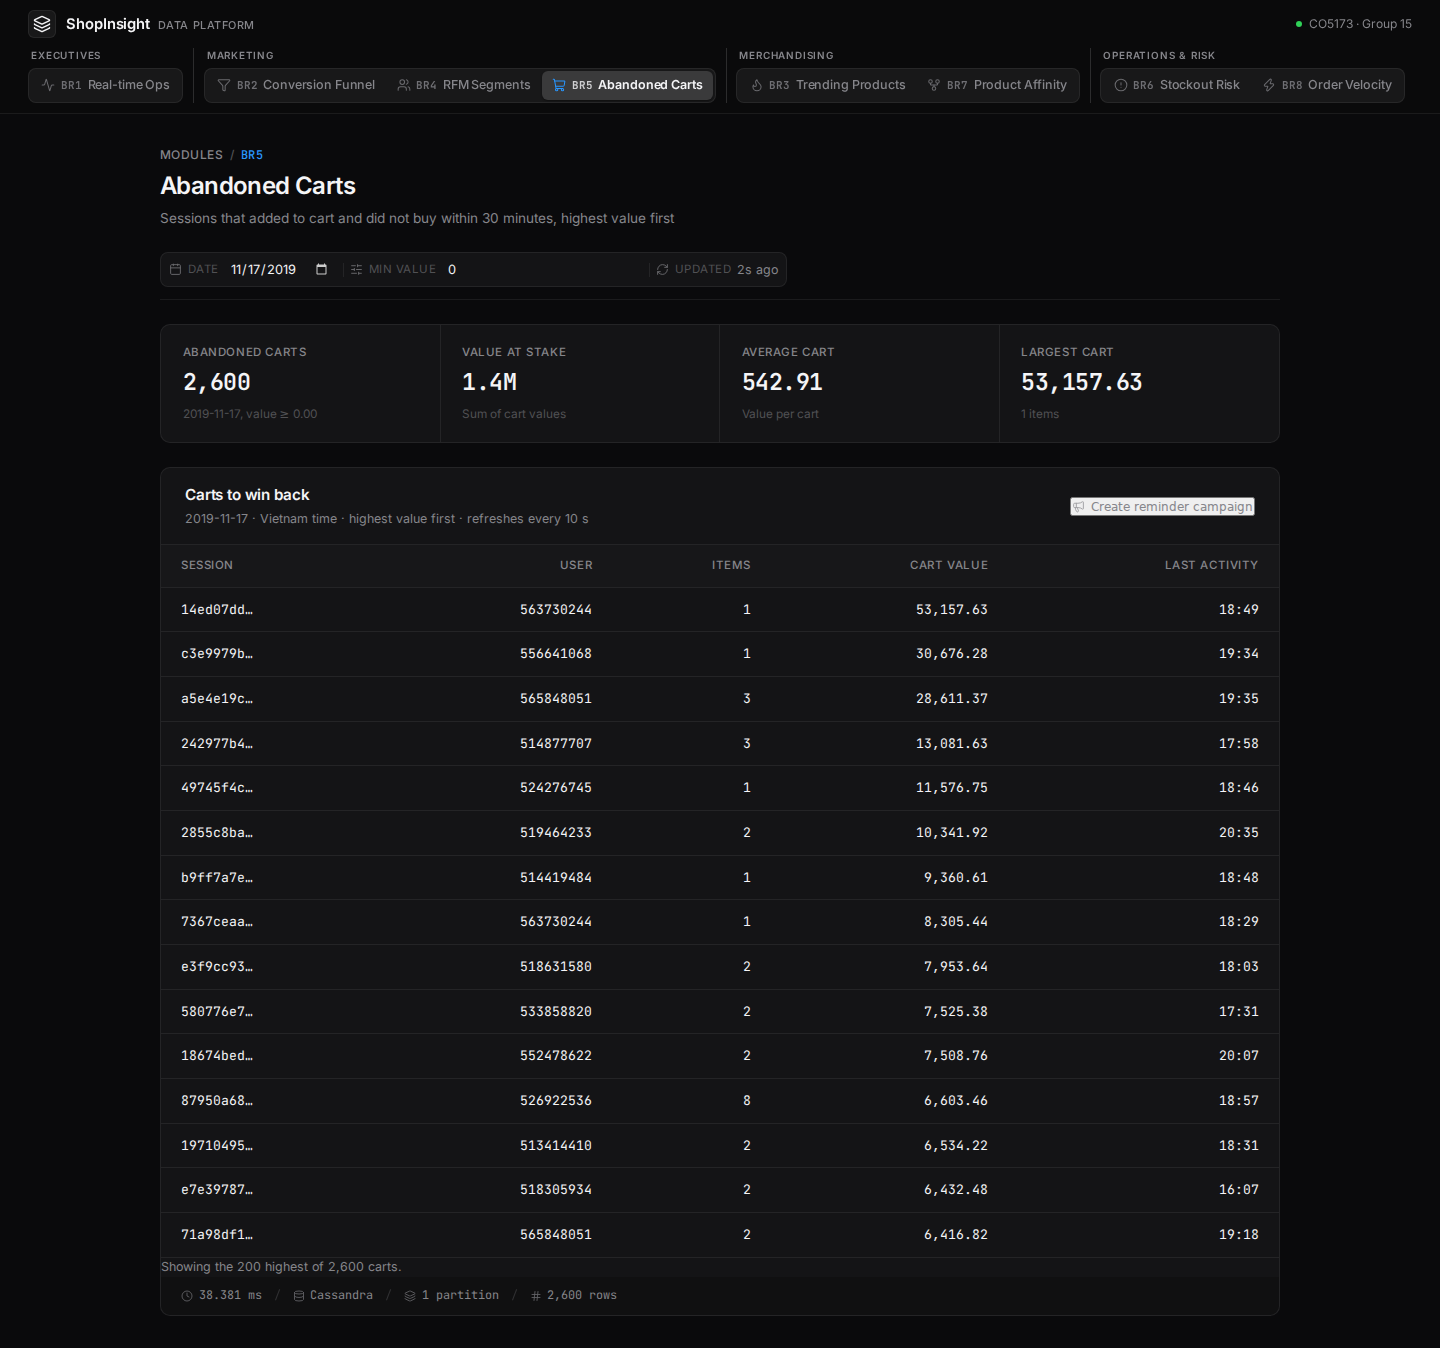 ShopInsight DATA PLATFORM
CO5173 · Group 15
EXECUTIVES
MARKETING
MERCHANDISING
OPERATIONS & RISK
BR1 Real-time Ops
BR2 Conversion Funnel
BR4 RFM Segments
BR5 Abandoned Carts
BR3 Trending Products
BR7 Product Affinity
BR6 Stockout Risk
BR8 Order Velocity
MODULES / BR5
Abandoned Carts
Sessions that added to cart and did not buy within 30 minutes, highest value first
DATE 11/17/2019
MIN VALUE 0
UPDATED 2s ago
ABANDONED CARTS
2,600
2019-11-17, value ≥ 0.00
VALUE AT STAKE
1.4M
Sum of cart values
AVERAGE CART
542.91
Value per cart
LARGEST CART
53,157.63
1 items
Carts to win back
2019-11-17 · Vietnam time · highest value first · refreshes every 10 s
Create reminder campaign
SESSION USER ITEMS CART VALUE LAST ACTIVITY
14ed07dd… 563730244 1 53,157.63 18:49
c3e9979b… 556641068 1 30,676.28 19:34
a5e4e19c… 565848051 3 28,611.37 19:35
242977b4… 514877707 3 13,081.63 17:58
49745f4c… 524276745 1 11,576.75 18:46
2855c8ba… 519464233 2 10,341.92 20:35
b9ff7a7e… 514419484 1 9,360.61 18:48
7367ceaa… 563730244 1 8,305.44 18:29
e3f9cc93… 518631580 2 7,953.64 18:03
580776e7… 533858820 2 7,525.38 17:31
18674bed… 552478622 2 7,508.76 20:07
87950a68… 526922536 8 6,603.46 18:57
19710495… 513414410 2 6,534.22 18:31
e7e39787… 518305934 2 6,432.48 16:07
71a98df1… 565848051 2 6,416.82 19:18
Showing the 200 highest of 2,600 carts.
38.381 ms / Cassandra / 1 partition / 2,600 rows